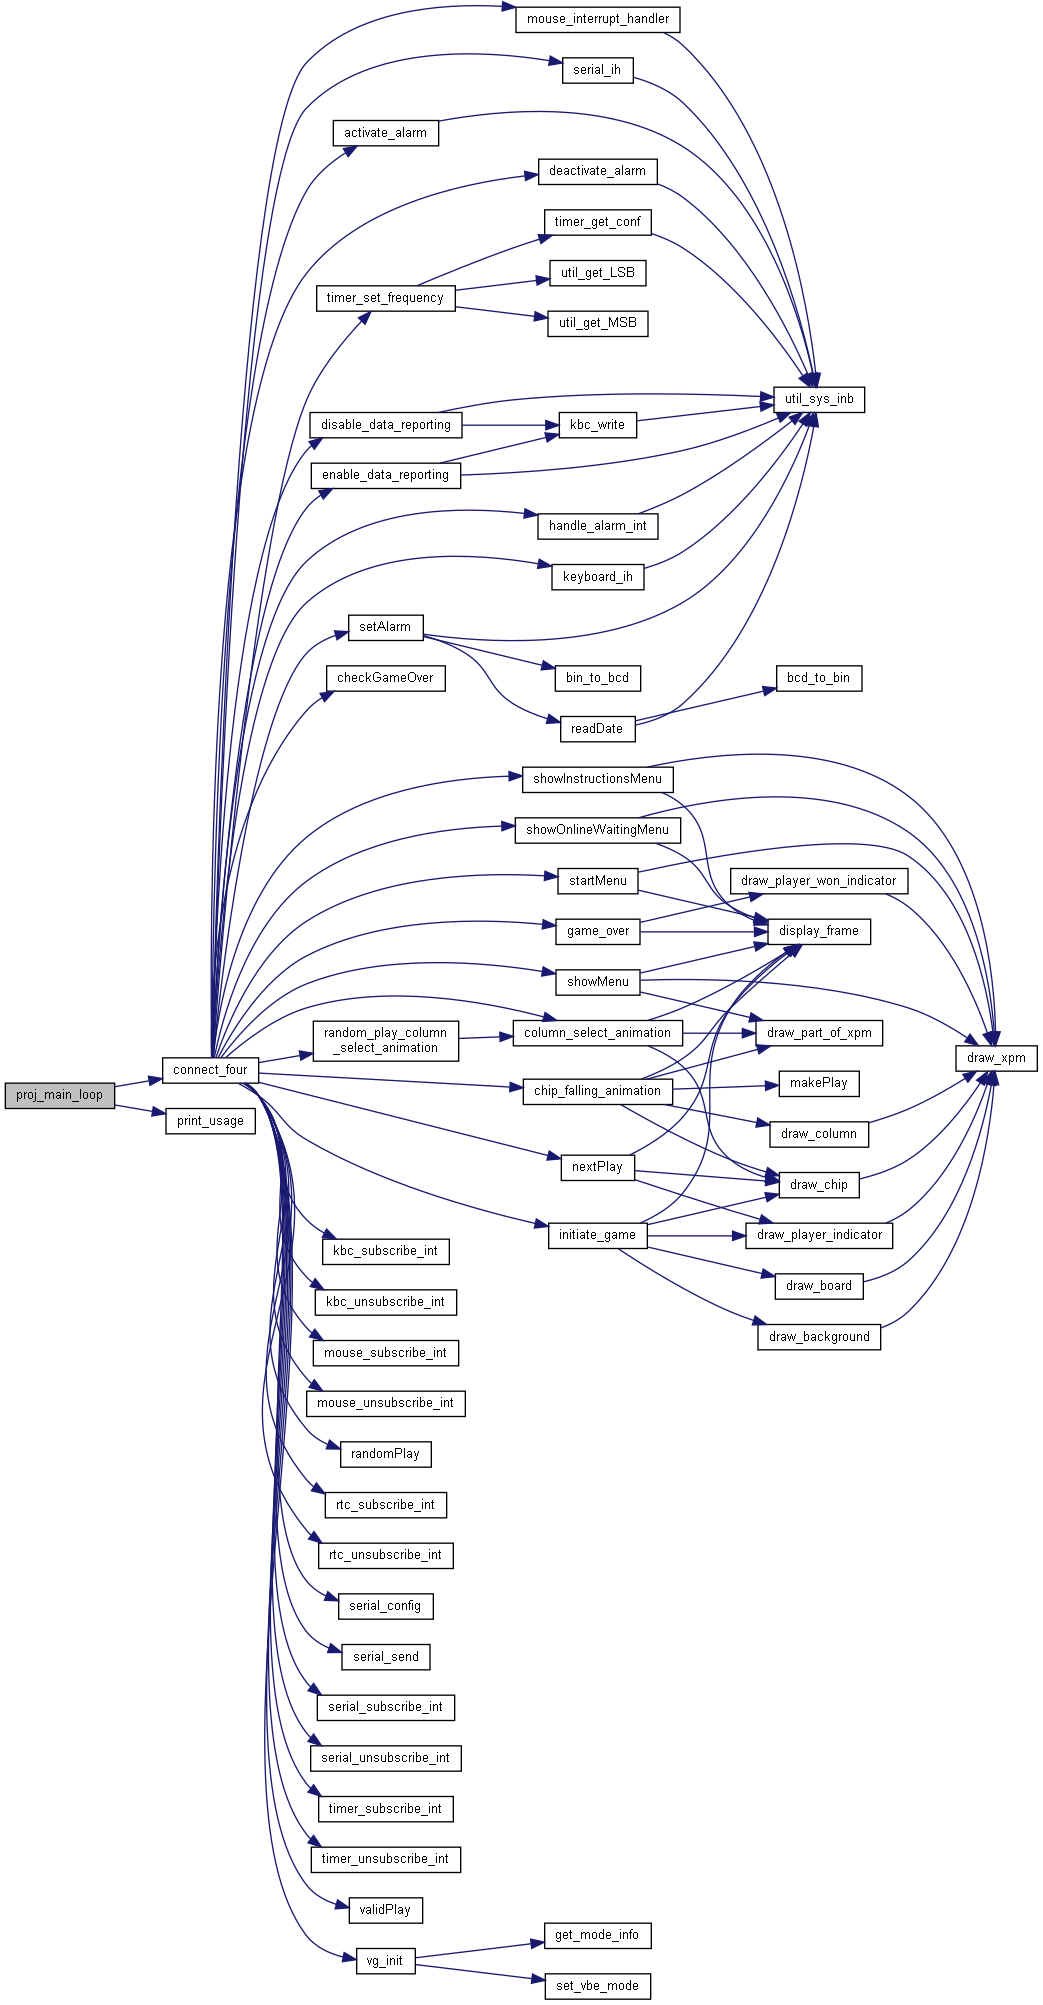 mouse_interrupt_handler
serial_ih
activate_alarm
deactivate_alarm
timer_get_conf
util_get_LSB
timer_set_frequency
util_get_MSB
util_sys_inb
disable_data_reporting
kbc_write
enable_data_reporting
handle_alarm_int
keyboard_ih
setAlarm
checkGameOver
bin_to_bcd
bcd_to_bin
readDate
showInstructionsMenu
showOnlineWaitingMenu
startMenu
draw_player_won_indicator
game_over
display_frame
showMenu
random_play_column
_select_animation
column_select_animation
draw_part_of_xpm
draw_xpm
connect_four
proj_main_loop
chip_falling_animation
makePlay
print_usage
draw_column
nextPlay
draw_chip
initiate_game
draw_player_indicator
kbc_subscribe_int
draw_board
kbc_unsubscribe_int
draw_background
mouse_subscribe_int
mouse_unsubscribe_int
randomPlay
rtc_subscribe_int
rtc_unsubscribe_int
serial_config
serial_send
serial_subscribe_int
serial_unsubscribe_int
timer_subscribe_int
timer_unsubscribe_int
validPlay
get_mode_info
vg_init
set_vbe_mode